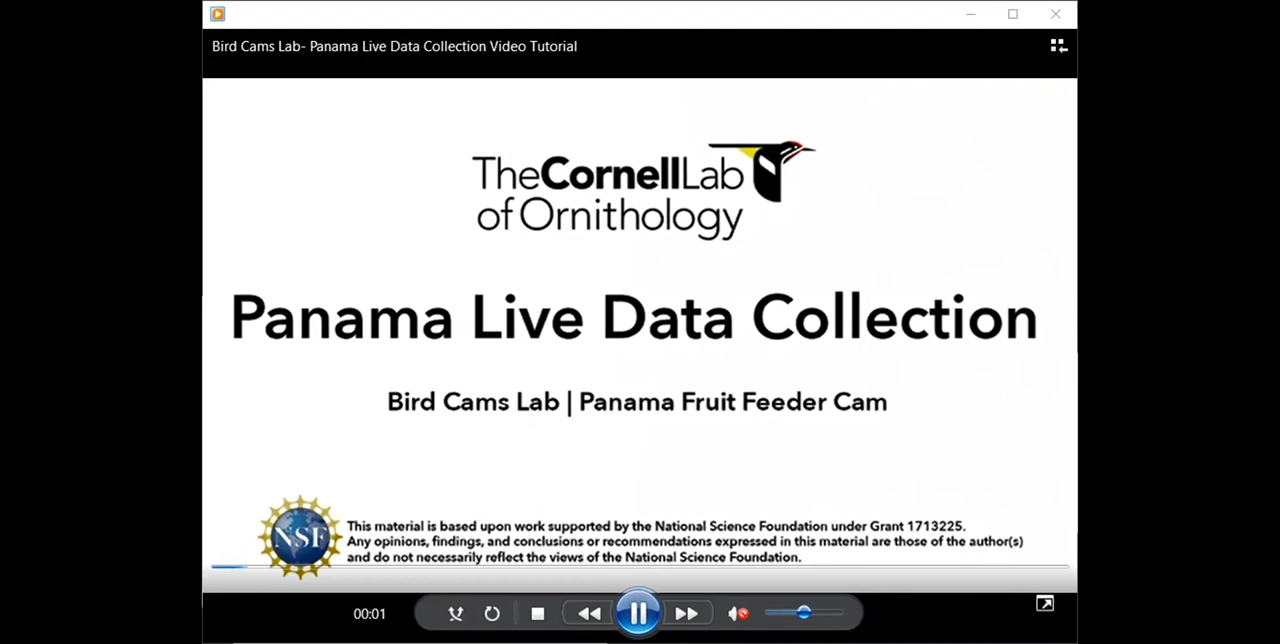 Bird Cams Lab- Panama Live Data Collection Video Tutorial
TheCornellLab
of Ornithology
Panama Live Data Collection
Bird Cams Lab | Panama Fruit Feeder Cam
NSF
This material is based upon work supported by the National Science Foundation under Grant 1713225.
Any opinions, findings, and conclusions or recommendations expressed in this material are those of the author(s)
and do not necessarily reflect the views of the National Science Foundation.
00:01